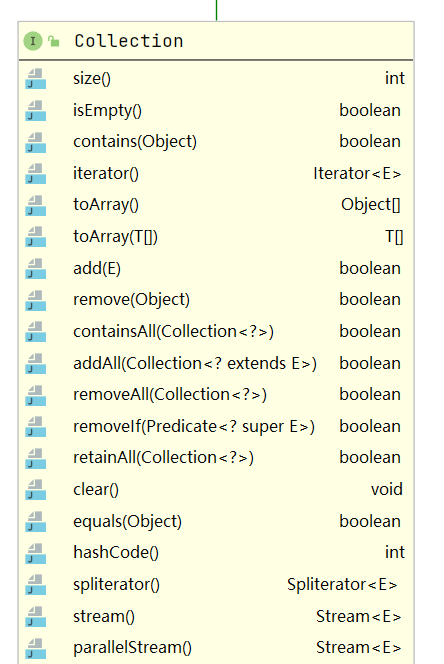 I Collection
J size() int
J isEmpty() boolean
J contains(Object) boolean
J iterator() Iterator<E>
J toArray() Object[]
J toArray(T[]) T[]
J add(E) boolean
J remove(Object) boolean
J containsAll(Collection<?>) boolean
J addAll(Collection<? extends E>) boolean
J removeAll(Collection<?>) boolean
J removeIf(Predicate<? super E>) boolean
J retainAll(Collection<?>) boolean
J clear() void
J equals(Object) boolean
J hashCode() int
J spliterator() Spliterator<E>
J stream() Stream<E>
J parallelStream() Stream<E>